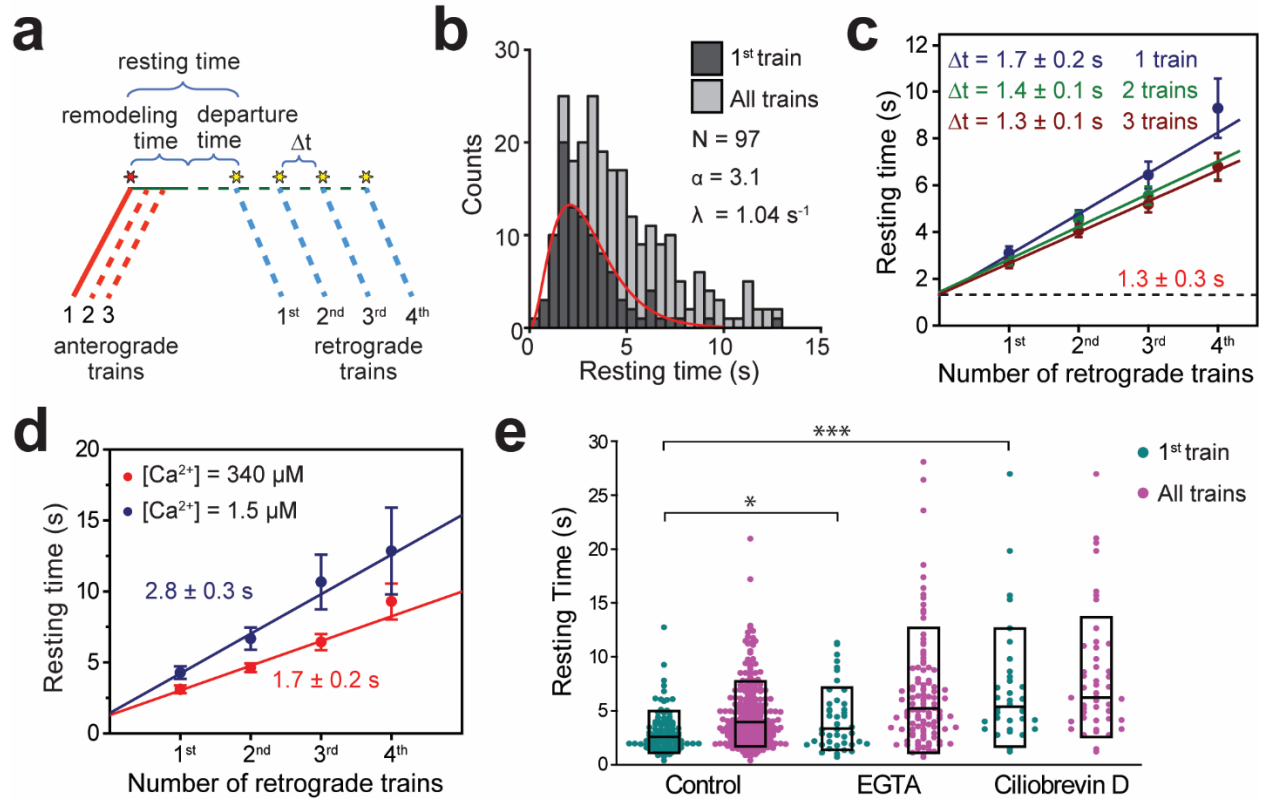 a
resting time
remodeling
time
departure
time
Δt
1 2 3
anterograde
trains
1st 2nd 3rd 4th
retrograde
trains
b
30
20
10
0
Counts
1st train
All trains
N = 97
α = 3.1
λ = 1.04 s-1
0 5 10 15
Resting time (s)
c
12
10
8
6
4
2
0
Resting time (s)
Δt = 1.7 ± 0.2 s 1 train
Δt = 1.4 ± 0.1 s 2 trains
Δt = 1.3 ± 0.1 s 3 trains
1.3 ± 0.3 s
1st 2nd 3rd 4th
Number of retrograde trains
d
20
15
10
5
0
Resting time (s)
[Ca2+] = 340 µM
[Ca2+] = 1.5 µM
2.8 ± 0.3 s
1.7 ± 0.2 s
1st 2nd 3rd 4th
Number of retrograde trains
e
30
25
20
15
10
5
0
Resting Time (s)
***
*
1st train
All trains
Control EGTA Ciliobrevin D